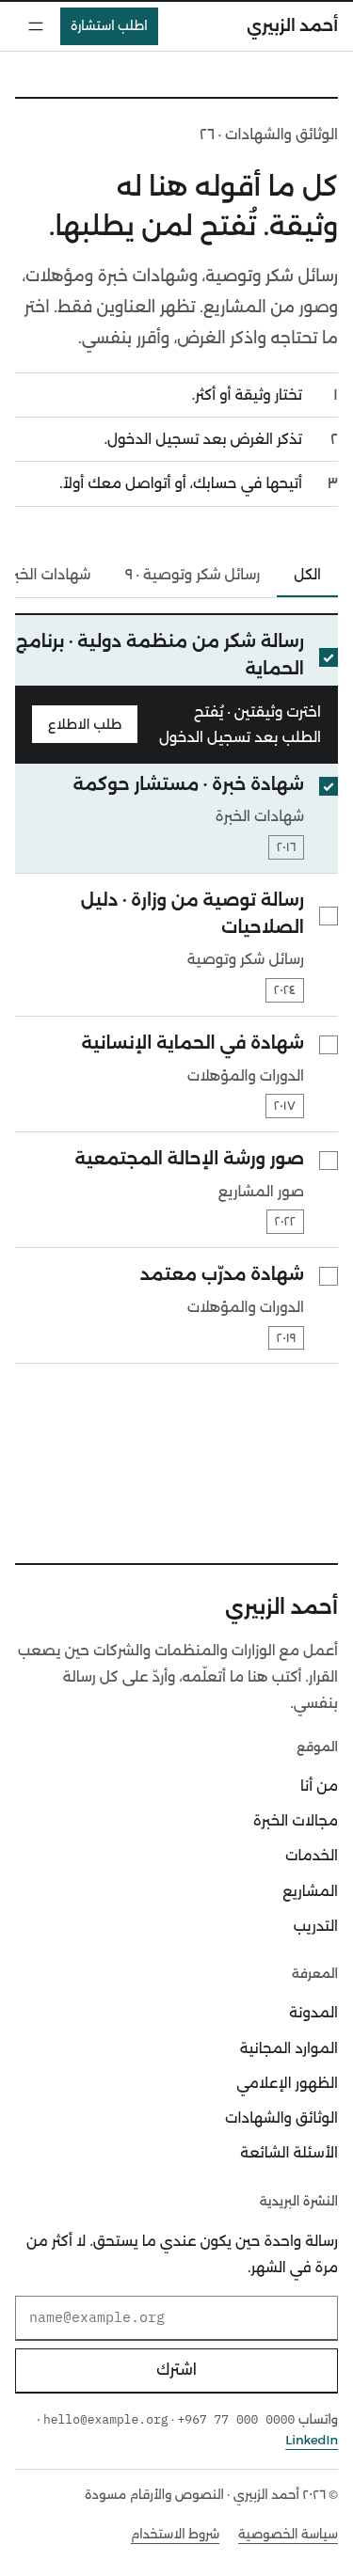 أحمد الزبيري
اطلب استشارة
الوثائق والشهادات · ٢٦
كل ما أقوله هنا له
وثيقة. تُفتح لمن يطلبها.
رسائل شكر وتوصية، وشهادات خبرة ومؤهلات،
وصور من المشاريع. تظهر العناوين فقط. اختر
ما تحتاجه واذكر الغرض، وأقرر بنفسي.
١ تختار وثيقة أو أكثر.
٢ تذكر الغرض بعد تسجيل الدخول.
٣ أتيحها في حسابك، أو أتواصل معك أولاً.
الكل رسائل شكر وتوصية · ٩ شهادات الخبر
رسالة شكر من منظمة دولية · برنامج
الحماية
اخترت وثيقتين · يُفتح
الطلب بعد تسجيل الدخول
طلب الاطلاع
شهادة خبرة · مستشار حوكمة
شهادات الخبرة
٢٠١٦
رسالة توصية من وزارة · دليل
الصلاحيات
رسائل شكر وتوصية
٢٠٢٤
شهادة في الحماية الإنسانية
الدورات والمؤهلات
٢٠١٧
صور ورشة الإحالة المجتمعية
صور المشاريع
٢٠٢٢
شهادة مدرّب معتمد
الدورات والمؤهلات
٢٠١٩
أحمد الزبيري
أعمل مع الوزارات والمنظمات والشركات حين يصعب
القرار. أكتب هنا ما أتعلّمه، وأردّ على كل رسالة
بنفسي.
الموقع
من أنا
مجالات الخبرة
الخدمات
المشاريع
التدريب
المعرفة
المدونة
الموارد المجانية
الظهور الإعلامي
الوثائق والشهادات
الأسئلة الشائعة
النشرة البريدية
رسالة واحدة حين يكون عندي ما يستحق. لا أكثر من
مرة في الشهر.
name@example.org
اشترك
واتساب 0000 000 77 967+ · hello@example.org ·
LinkedIn
© ٢٠٢٦ أحمد الزبيري · النصوص والأرقام مسودة
سياسة الخصوصية شروط الاستخدام